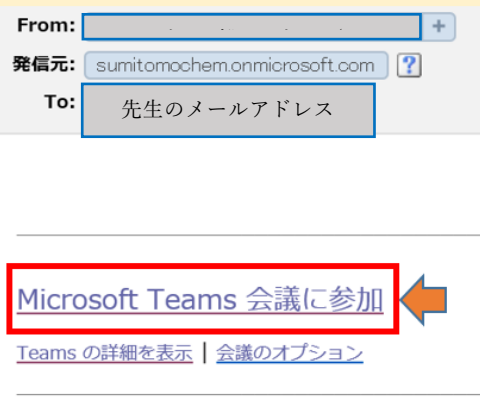 From: +
発信元: sumitomochem.onmicrosoft.com ?
To: 先生のメールアドレス
Microsoft Teams 会議に参加
Teams の詳細を表示 | 会議のオプション